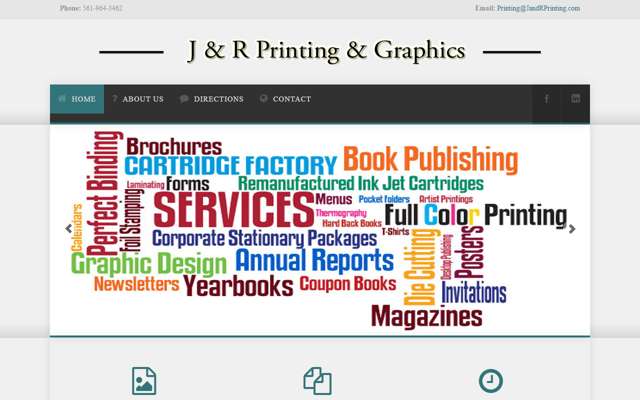 Phone: 561-964-3462
Email: Printing@JandRPrinting.com
J & R Printing & Graphics
HOME
ABOUT US
DIRECTIONS
CONTACT
Perfect Binding
Brochures
CARTRIDGE FACTORY
Book Publishing
Laminating
Forms
Remanufactured Ink Jet Cartridges
Calendars
Foil Stamping
SERVICES
Menus
Pocket folders
Artist Printings
Thermography
Full Color Printing
Hard Back Books
T-Shirts
Corporate Stationary Packages
Die Cutting
Desktop Publishing
Posters
Graphic Design
Annual Reports
Newsletters
Yearbooks
Coupon Books
Invitations
Magazines